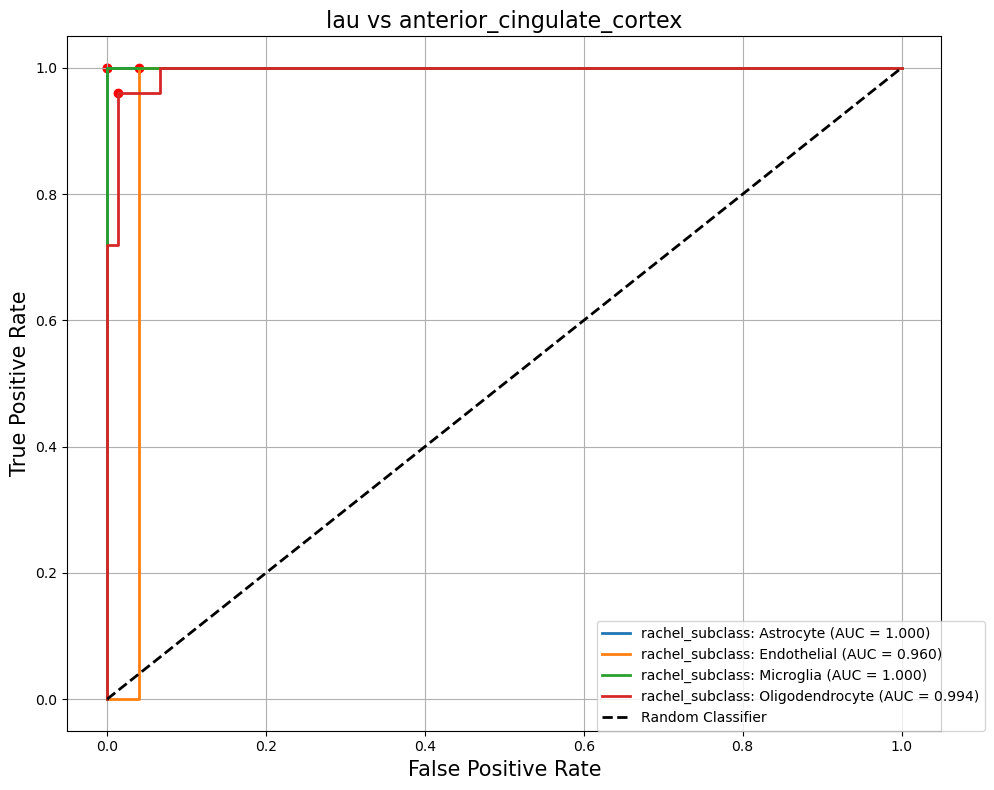 lau vs anterior_cingulate_cortex
True Positive Rate
1.0
0.8
0.6
0.4
0.2
0.0
rachel_subclass: Astrocyte (AUC = 1.000)
rachel_subclass: Endothelial (AUC = 0.960)
rachel_subclass: Microglia (AUC = 1.000)
rachel_subclass: Oligodendrocyte (AUC = 0.994)
Random Classifier
0.0 0.2 0.4 0.6 0.8 1.0
False Positive Rate